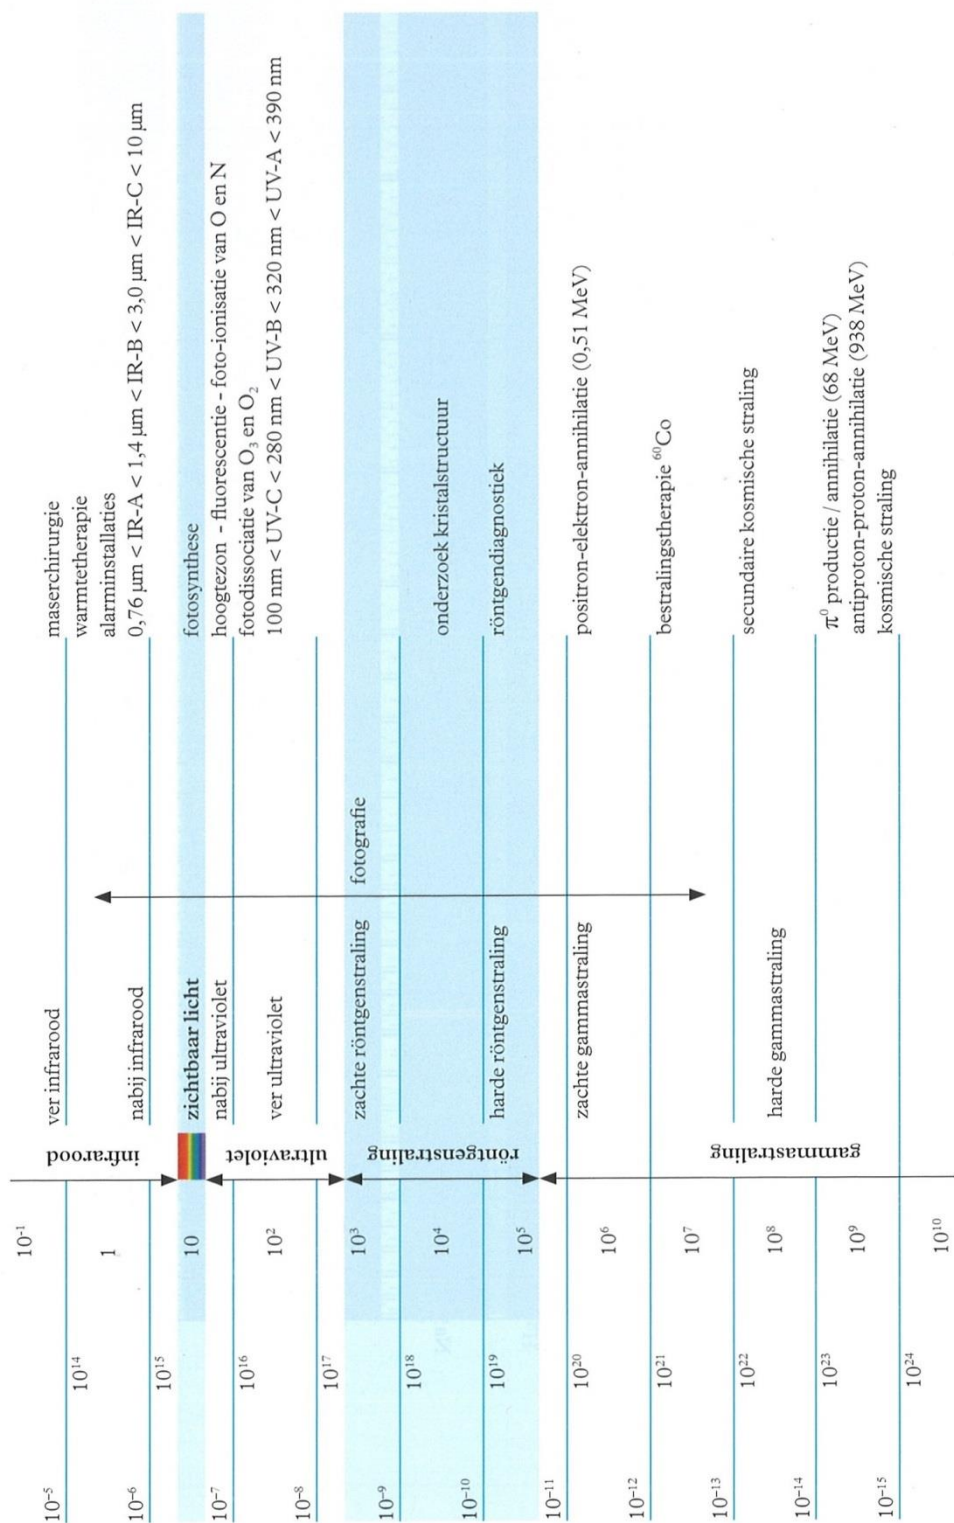 10⁻⁵
10¹⁴
10⁻¹
infrarood
ver infrarood
maserchirurgie
warmtetherapie
1
alarminstallaties
10⁻⁶
10¹⁵
nabij infrarood
0,76 μm < IR-A < 1,4 μm < IR-B < 3,0 μm < IR-C < 10 μm
10
zichtbaar licht
fotosynthese
10⁻⁷
10¹⁶
ultraviolet
nabij ultraviolet
hoogtezon - fluorescentie - foto-ionisatie van O en N
fotodissociatie van O₃ en O₂
10²
ver ultraviolet
100 nm < UV-C < 280 nm < UV-B < 320 nm < UV-A < 390 nm
10⁻⁸
10¹⁷
10³
röntgenstraling
zachte röntgenstraling
fotografie
10⁻⁹
10¹⁸
10⁴
onderzoek kristalstructuur
10⁻¹⁰
10¹⁹
harde röntgenstraling
röntgendiagnostiek
10⁵
10⁻¹¹
10²⁰
zachte gammastraling
positron-elektron-annihilatie (0,51 MeV)
10⁶
10⁻¹²
10²¹
bestralingstherapie ⁶⁰Co
10⁷
gammastraling
10⁻¹³
10²²
secundaire kosmische straling
10⁸
harde gammastraling
10⁻¹⁴
10²³
π⁰ productie / annihilatie (68 MeV)
antiproton-proton-annihilatie (938 MeV)
10⁹
kosmische straling
10⁻¹⁵
10²⁴
10¹⁰